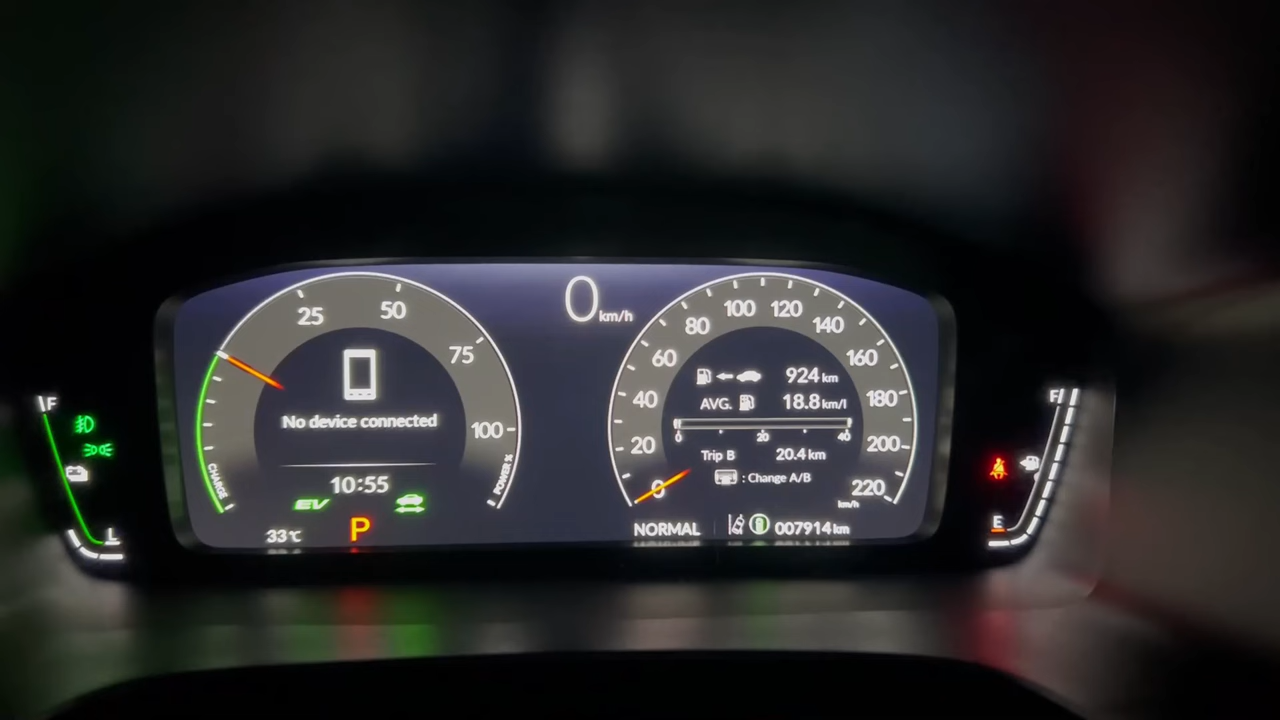 0 km/h
25
50
75
100
CHARGE
POWER %
No device connected
10:55
EV
33°C
P
0
20
40
60
80
100
120
140
160
180
200
220
km/h
924 km
AVG. 18.8 km/l
0 20 40
Trip B 20.4 km
: Change A/B
NORMAL
007914 km
F
L
F
E